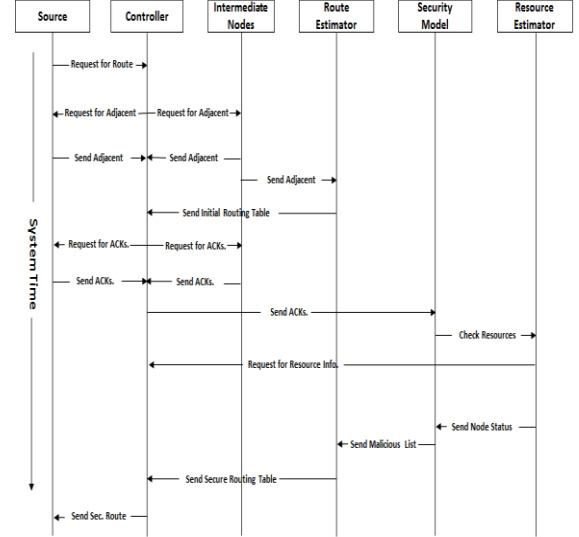 Source
Controller
Intermediate
Nodes
Route
Estimator
Security
Model
Resource
Estimator
Request for Route
Request for Adjacent
Request for Adjacent
Send Adjacent
Send Adjacent
Send Adjacent
Send Initial Routing Table
Request for ACKs.
Request for ACKs.
Send ACKs.
Send ACKs.
Send ACKs.
Check Resources
Request for Resource Info.
Send Node Status
Send Malicious List
Send Secure Routing Table
Send Sec. Route
System Time